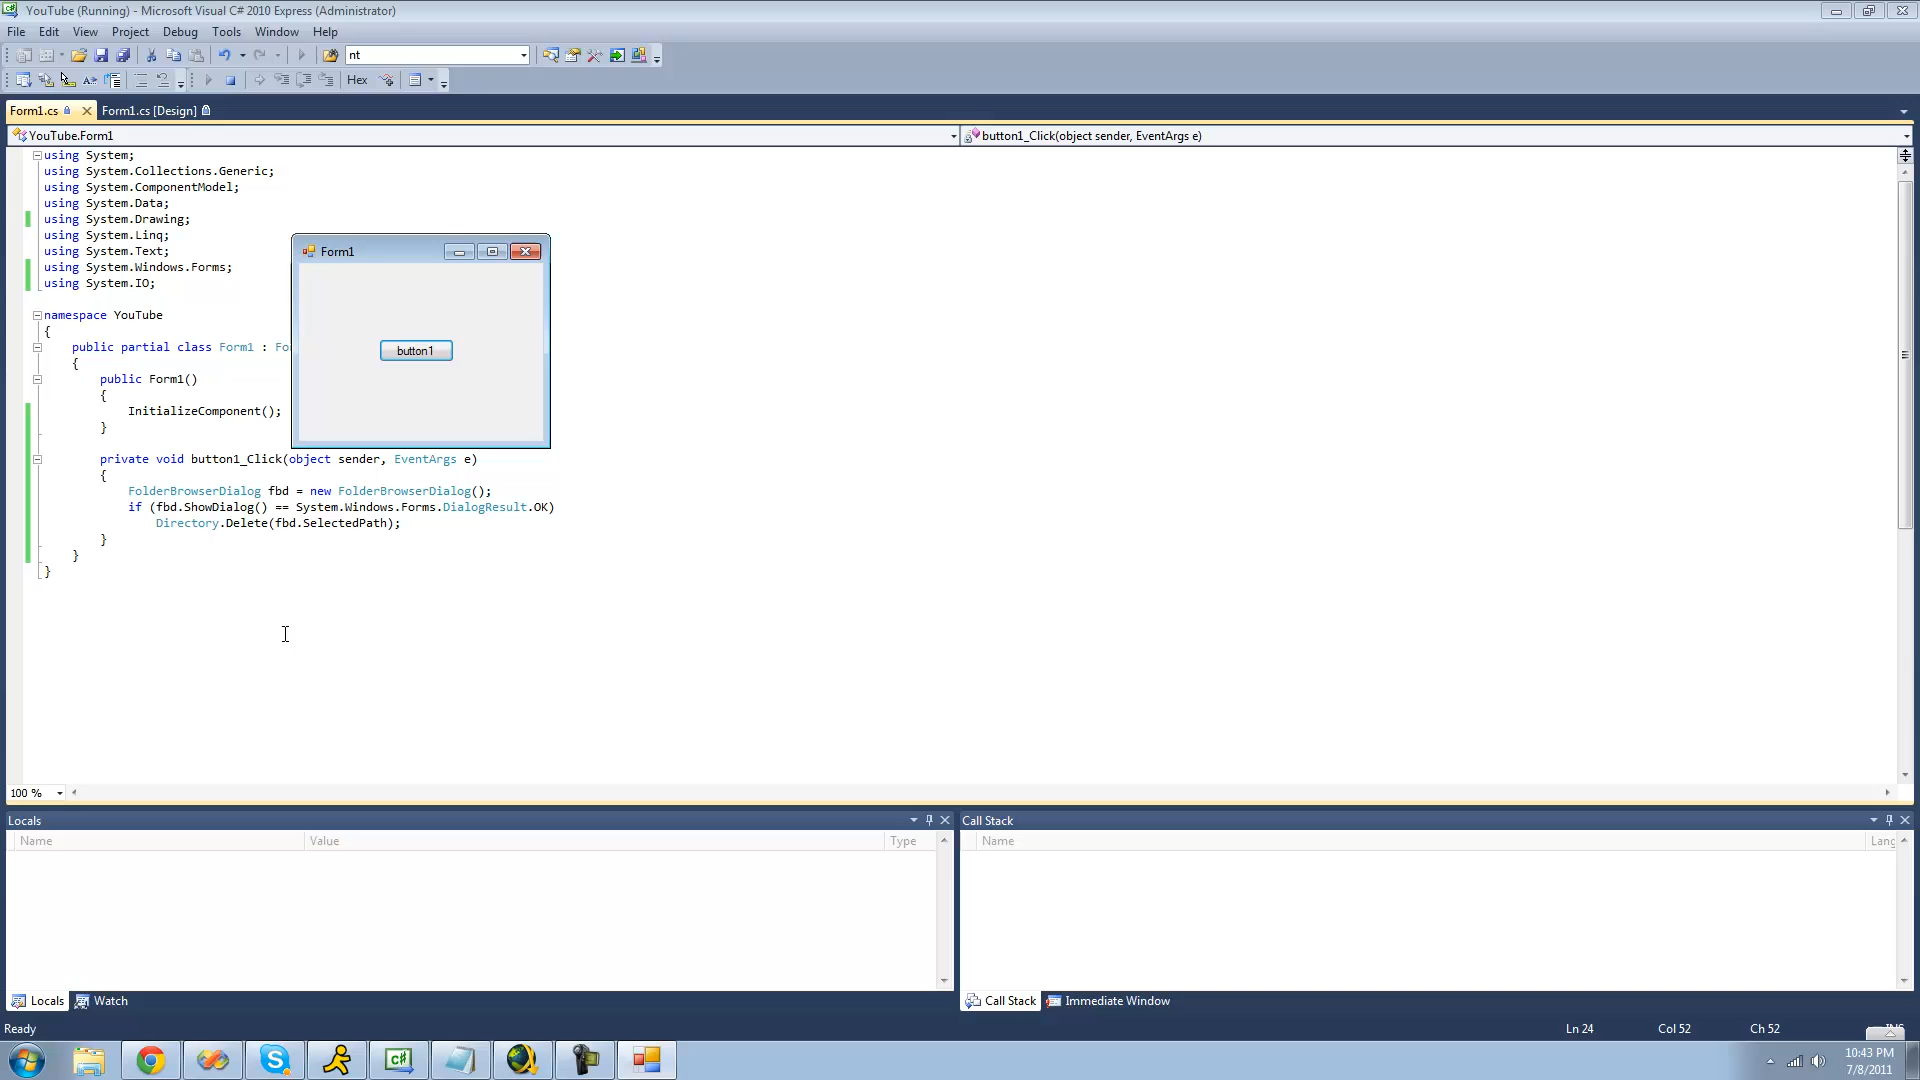 YouTube (Running) - Microsoft Visual C# 2010 Express (Administrator)
File Edit View Project Debug Tools Window Help
nt
Hex
Form1.cs Form1.cs [Design]
YouTube.Form1 button1_Click(object sender, EventArgs e)
using System;
using System.Collections.Generic;
using System.ComponentModel;
using System.Data;
using System.Drawing;
using System.Linq;
using System.Text;
using System.Windows.Forms;
using System.IO;
namespace YouTube
{
public partial class Form1 : Fo
{
public Form1()
{
InitializeComponent();
}
Form1
button1
private void button1_Click(object sender, EventArgs e)
{
FolderBrowserDialog fbd = new FolderBrowserDialog();
if (fbd.ShowDialog() == System.Windows.Forms.DialogResult.OK)
Directory.Delete(fbd.SelectedPath);
}
}
}
100 %
Locals
Name Value Type
Call Stack
Name Lang
Locals Watch
Call Stack Immediate Window
Ready Ln 24 Col 52 Ch 52
C#
10:43 PM
7/8/2011